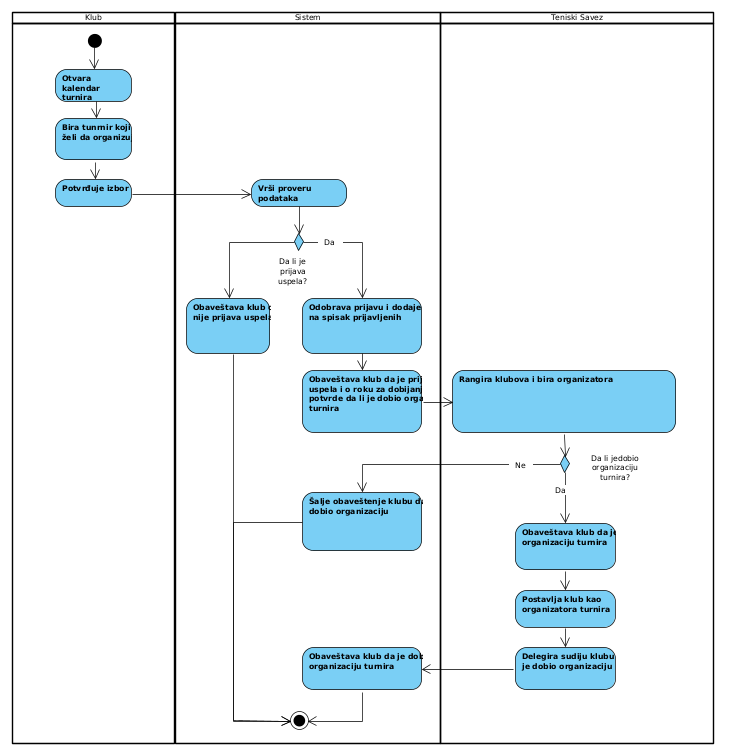 Klub
Sistem
Teniski Savez
Otvara
kalendar
turnira
Bira tunrnir koji
želi da organizuj
Potvrđuje izbor
Vrši proveru
podataka
Da
Da li je
prijava
uspela?
Obaveštava klub
nije prijava uspela
Odobrava prijavu i dodaje
na spisak prijavljenih
Obaveštava klub da je prij
uspela i o roku za dobijanj
potvrde da li je dobio orga
turnira
Rangira klubova i bira organizatora
Da li jedobio
organizaciju
turnira?
Ne
Da
Šalje obaveštenje klubu da
dobio organizaciju
Obaveštava klub da je
organizaciju turnira
Postavlja klub kao
organizatora turnira
Delegira sudiju klubu
je dobio organizaciju
Obaveštava klub da je dob
organizaciju turnira